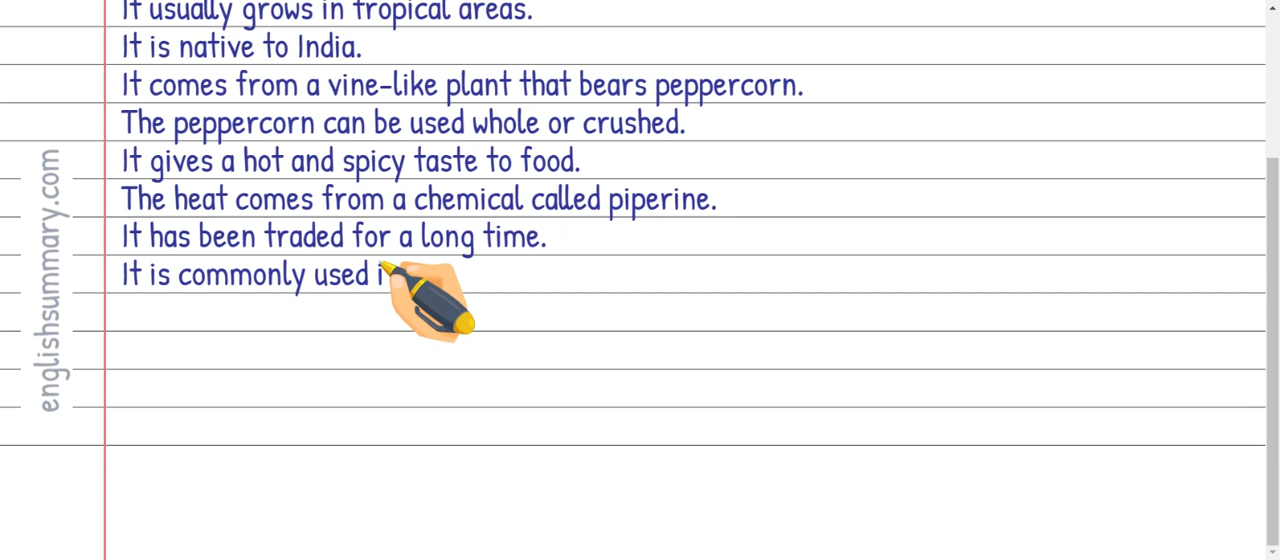 It usually grows in tropical areas.
It is native to India.
It comes from a vine-like plant that bears peppercorn.
The peppercorn can be used whole or crushed.
It gives a hot and spicy taste to food.
The heat comes from a chemical called piperine.
It has been traded for a long time.
It is commonly used i
englishsummary.com